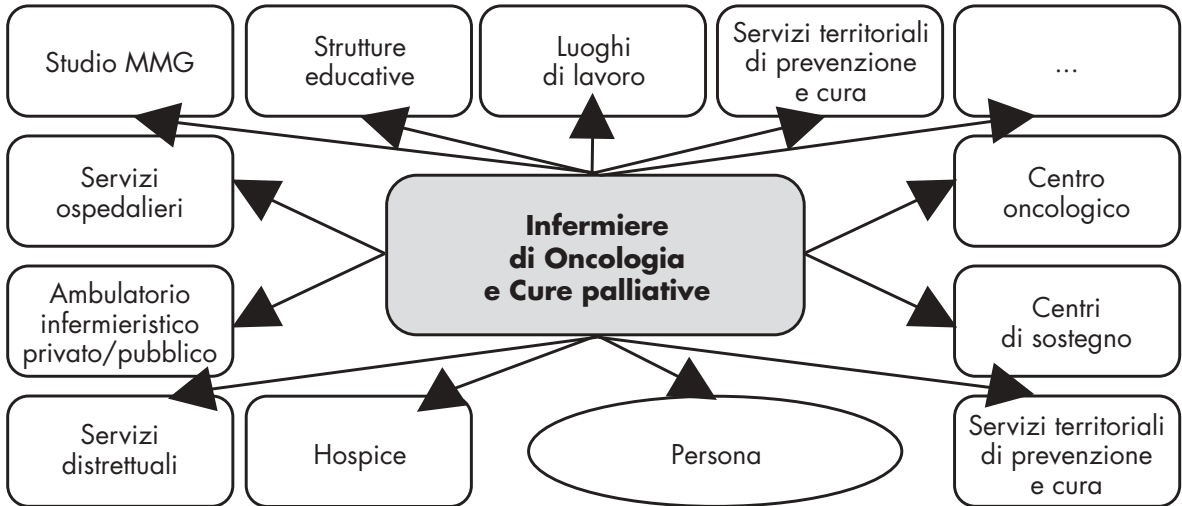 Studio MMG
Strutture
educative
Luoghi
di lavoro
Servizi territoriali
di prevenzione
e cura
...
Servizi
ospedalieri
Infermiere
di Oncologia
e Cure palliative
Centro
oncologico
Ambulatorio
infermieristico
privato/pubblico
Centri
di sostegno
Servizi
distrettuali
Hospice
Persona
Servizi territoriali
di prevenzione
e cura